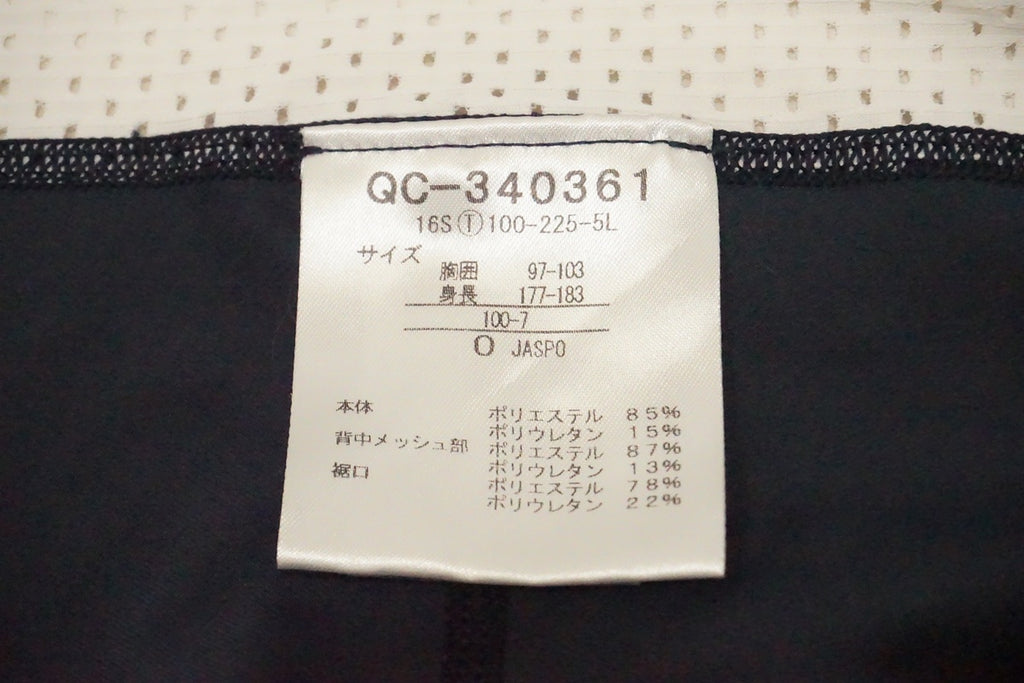 QC-340361
16SⓉ100-225-5L
サイズ
胸囲 97-103
身長 177-183
100-7
O JASPO
本体 ポリエステル 85%
ポリウレタン 15%
背中メッシュ部 ポリエステル 87%
ポリウレタン 13%
裾口 ポリエステル 78%
ポリウレタン 22%